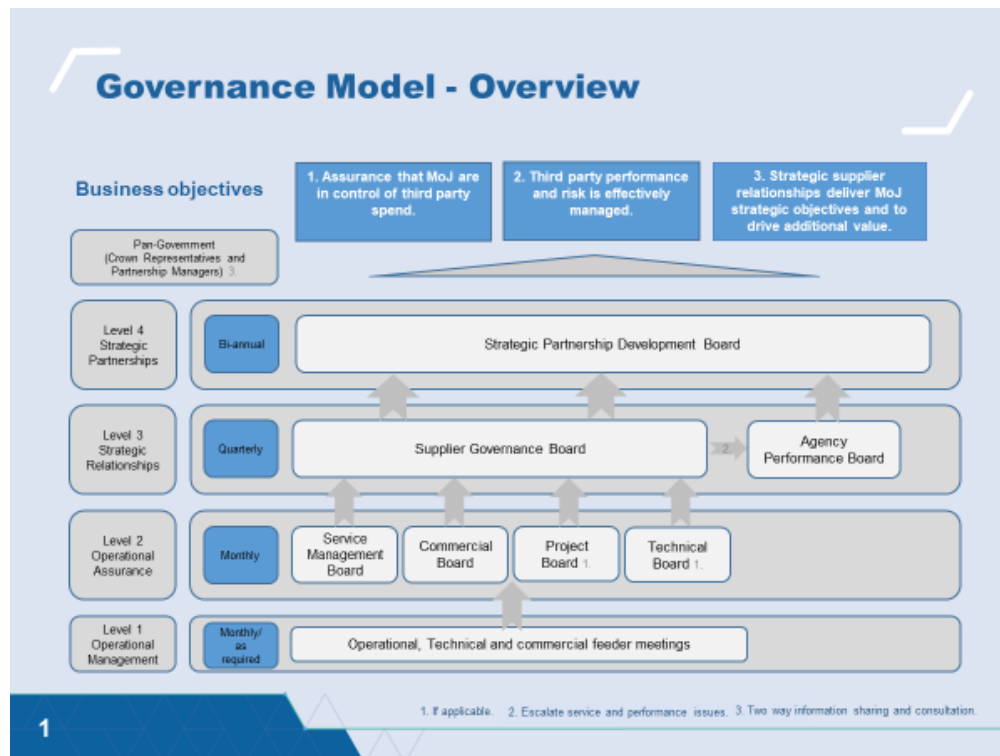 Governance Model - Overview
Business objectives
1. Assurance that MoJ are
in control of third party
spend.
2. Third party performance
and risk is effectively
managed.
3. Strategic supplier
relationships deliver MoJ
strategic objectives and to
drive additional value.
Pan-Government
(Crown Representatives and
Partnership Managers) 3.
Level 4
Strategic
Partnerships
Bi-annual
Strategic Partnership Development Board
Level 3
Strategic
Relationships
Quarterly
Supplier Governance Board
2.
Agency
Performance Board
Level 2
Operational
Assurance
Monthly
Service
Management
Board
Commercial
Board
Project
Board 1.
Technical
Board 1.
Level 1
Operational
Management
Monthly/
as
required
Operational, Technical and commercial feeder meetings
1. If applicable. 2. Escalate service and performance issues. 3. Two way information sharing and consultation.
1